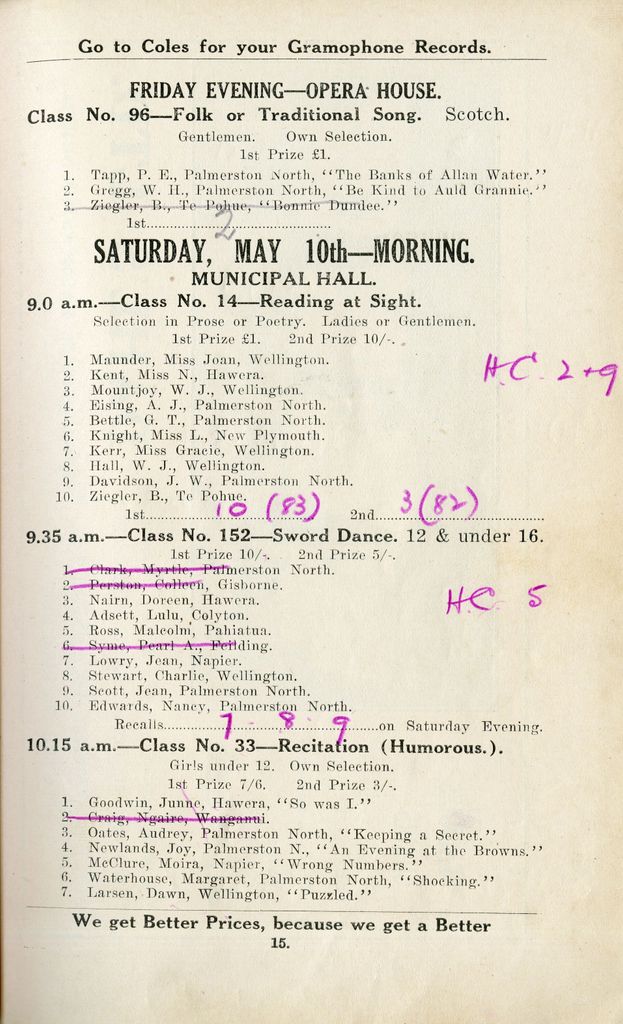 Go to Coles for your Gramophone Records.
FRIDAY EVENING—OPERA HOUSE.
Class No. 96—Folk or Traditional Song. Scotch.
Gentlemen. Own Selection.
1st Prize £1.
1. Tapp, P. E., Palmerston North, "The Banks of Allan Water."
2. Gregg, W. H., Palmerston North, "Be Kind to Auld Grannie."
3. Ziegler, B., Te Pohue, "Bonnie Dundee."
1st.......... 2 ..........
SATURDAY, MAY 10th—MORNING.
MUNICIPAL HALL.
9.0 a.m.—Class No. 14—Reading at Sight.
Selection in Prose or Poetry. Ladies or Gentlemen.
1st Prize £1. 2nd Prize 10/-.
1. Maunder, Miss Joan, Wellington.
2. Kent, Miss N., Hawera.
H.C. 2+9
3. Mountjoy, W. J., Wellington.
4. Eising, A. J., Palmerston North.
5. Bettle, G. T., Palmerston North.
6. Knight, Miss L., New Plymouth.
7. Kerr, Miss Gracie, Wellington.
8. Hall, W. J., Wellington.
9. Davidson, J. W., Palmerston North.
10. Ziegler, B., Te Pohue.
1st.......... 10 (83) 2nd.......... 3 (82)
9.35 a.m.—Class No. 152—Sword Dance. 12 & under 16.
1st Prize 10/-. 2nd Prize 5/-.
1. Clark, Myrtle, Palmerston North.
2. Perston, Colleen, Gisborne.
3. Nairn, Doreen, Hawera.
H.C. 5
4. Adsett, Lulu, Colyton.
5. Ross, Malcolm, Pahiatua.
6. Syme, Pearl A., Feilding.
7. Lowry, Jean, Napier.
8. Stewart, Charlie, Wellington.
9. Scott, Jean, Palmerston North.
10. Edwards, Nancy, Palmerston North.
Recalls.......... 7 - 8 - 9 ..........on Saturday Evening.
10.15 a.m.—Class No. 33—Recitation (Humorous.).
Girls under 12. Own Selection.
1st Prize 7/6. 2nd Prize 3/-.
1. Goodwin, Junne, Hawera, "So was I."
2. Craig, Ngaire, Wanganui.
3. Oates, Audrey, Palmerston North, "Keeping a Secret."
4. Newlands, Joy, Palmerston N., "An Evening at the Browns."
5. McClure, Moira, Napier, "Wrong Numbers."
6. Waterhouse, Margaret, Palmerston North, "Shocking."
7. Larsen, Dawn, Wellington, "Puzzled."
We get Better Prices, because we get a Better
15.